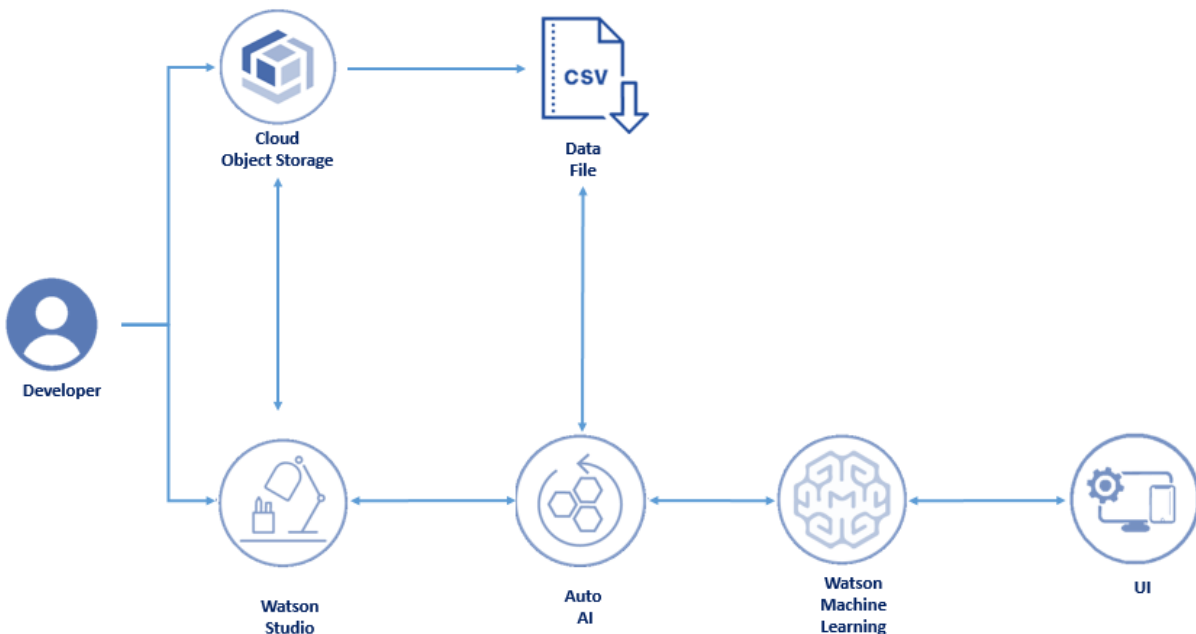 CSV
Cloud
Object Storage
Data
File
Developer
Watson
Studio
Auto
AI
Watson
Machine
Learning
UI